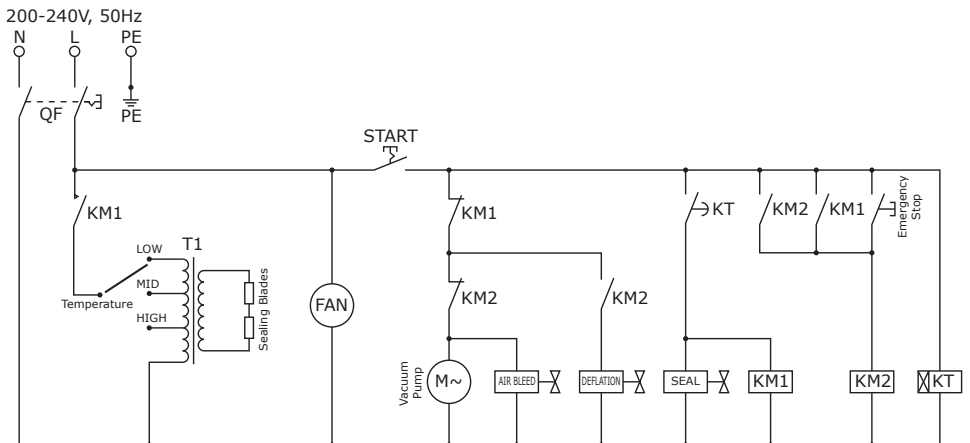 200-240V, 50Hz
N L PE
QF
PE
START
KM1
LOW
T1
MID
Temperature
HIGH
Sealing Blades
FAN
KM1
KM2
KM2
Vacuum
Pump
M~
AIR BLEED
DEFLATION
KT
KM2
KM1
Emergency
Stop
SEAL
KM1
KM2
KT